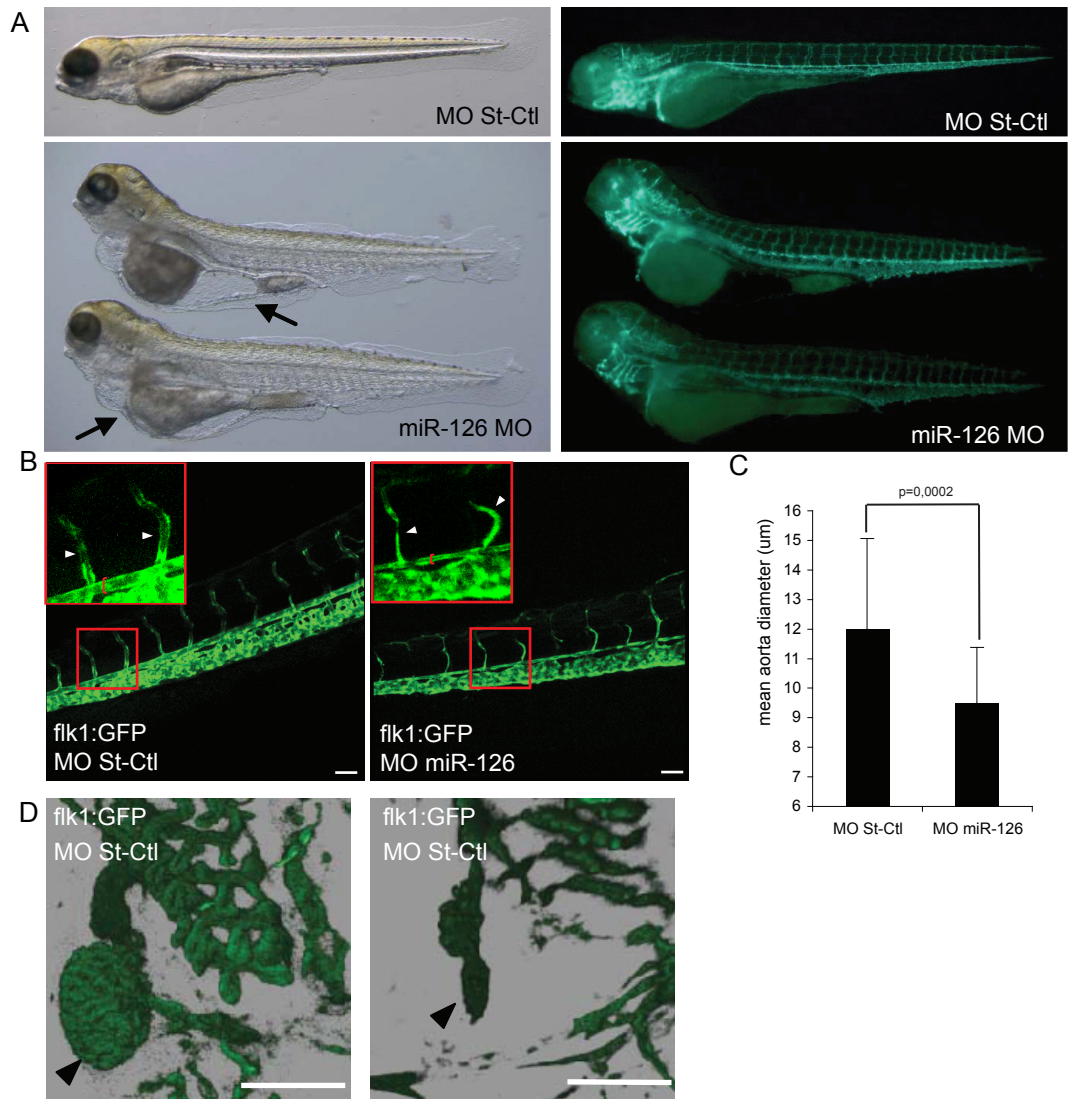 A
MO St-Ctl
MO St-Ctl
miR-126 MO
miR-126 MO
B
flk1:GFP
MO St-Ctl
flk1:GFP
MO miR-126
C
p=0,0002
mean aorta diameter (um)
16
15
14
13
12
11
10
9
8
7
6
MO St-Ctl
MO miR-126
D
flk1:GFP
MO St-Ctl
flk1:GFP
MO St-Ctl